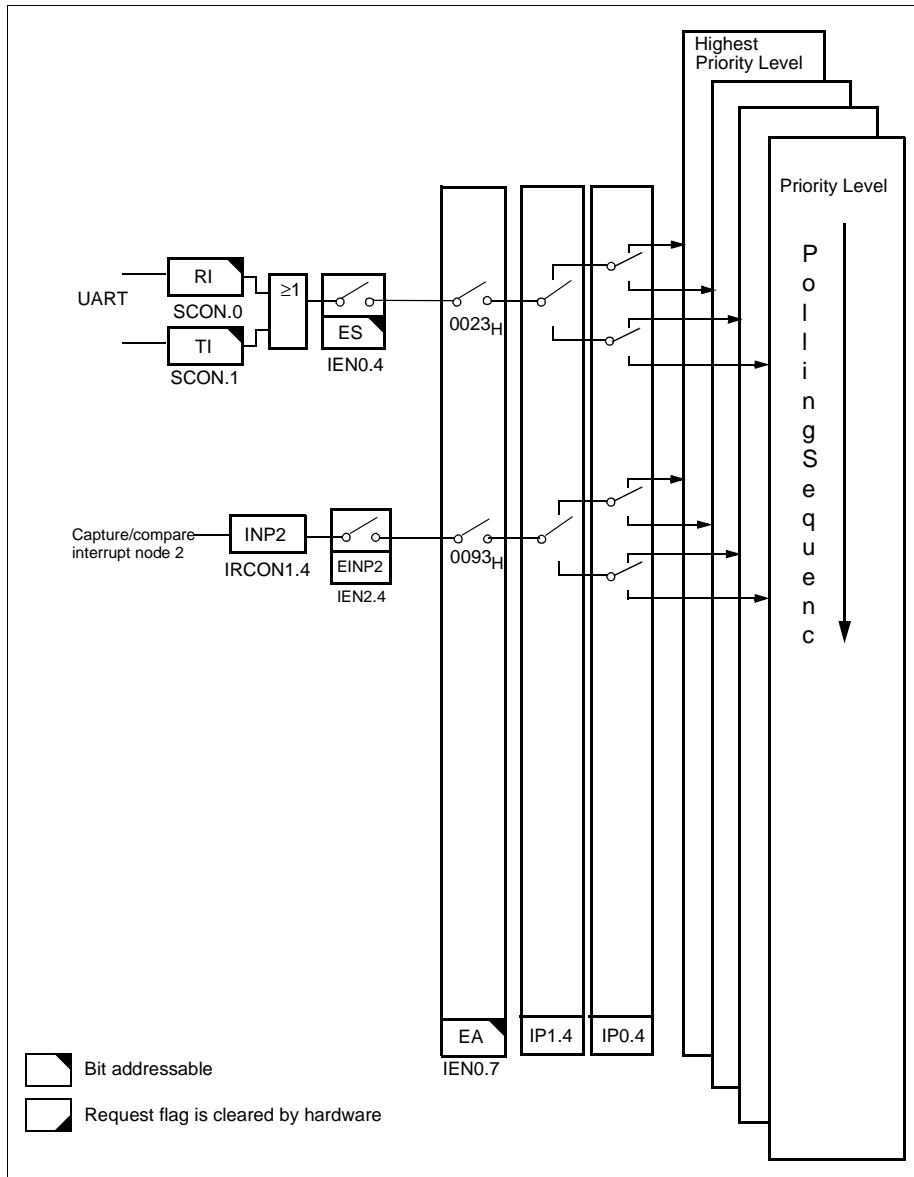 Highest
Priority Level
Priority Level
UART
RI
SCON.0
TI
SCON.1
≥1
ES
IEN0.4
0023H
P
o
l
l
i
n
g
S
e
q
u
e
n
c
Capture/compare
interrupt node 2
INP2
IRCON1.4
EINP2
IEN2.4
0093H
EA
IEN0.7
IP1.4
IP0.4
Bit addressable
Request flag is cleared by hardware